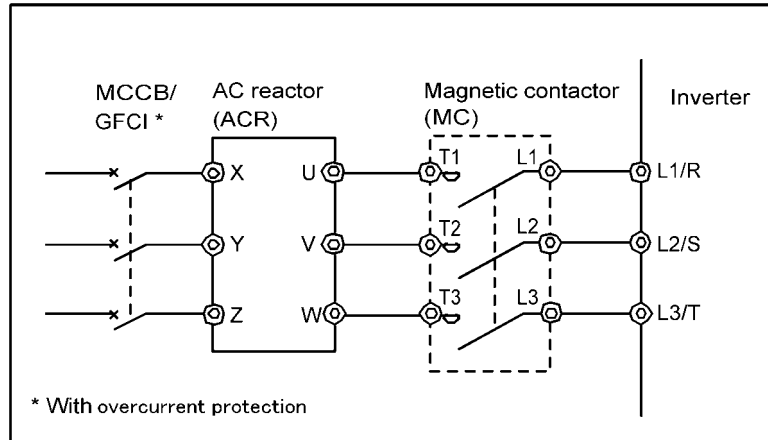 MCCB/
GFCI *
AC reactor
(ACR)
Magnetic contactor
(MC)
Inverter
X
U
T1
L1
L1/R
Y
V
T2
L2
L2/S
Z
W
T3
L3
L3/T
* With overcurrent protection